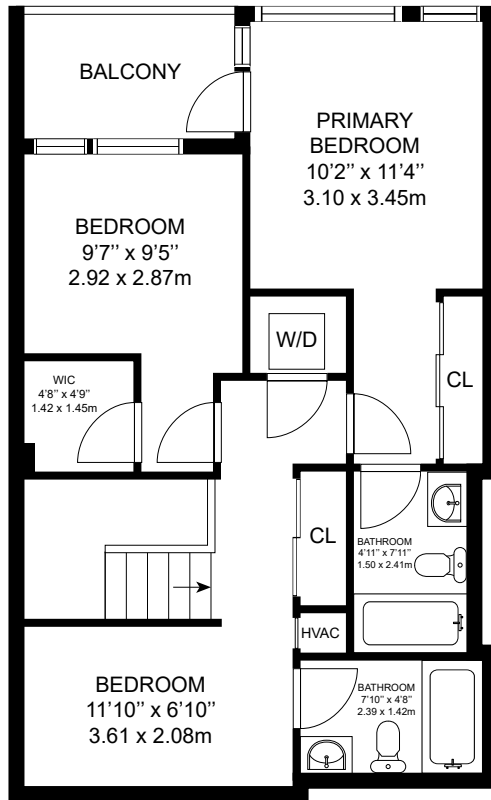 BALCONY
PRIMARY
BEDROOM
10’2’’ x 11’4’’
3.10 x 3.45m
BEDROOM
9’7’’ x 9’5’’
2.92 x 2.87m
W/D
WIC
4’8’’ x 4’9’’
1.42 x 1.45m
CL
CL
BATHROOM
4’11’’ x 7’11’’
1.50 x 2.41m
HVAC
BEDROOM
11’10’’ x 6’10’’
3.61 x 2.08m
BATHROOM
7’10’’ x 4’8’’
2.39 x 1.42m